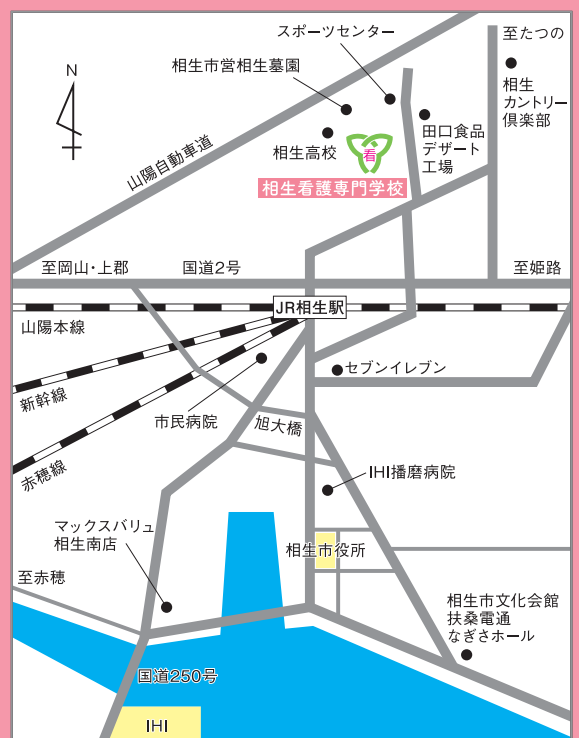 スポーツセンター
至たつの
相生市営相生墓園
N
相生
カントリー
倶楽部
田口食品
デザート
工場
相生高校
看
山陽自動車道
相生看護専門学校
至岡山・上郡
国道2号
至姫路
JR相生駅
山陽本線
セブンイレブン
新幹線
市民病院
旭大橋
赤穂線
IHI播磨病院
マックスバリュ
相生南店
相生市役所
至赤穂
相生市文化会館
扶桑電通
なぎさホール
国道250号
IHI